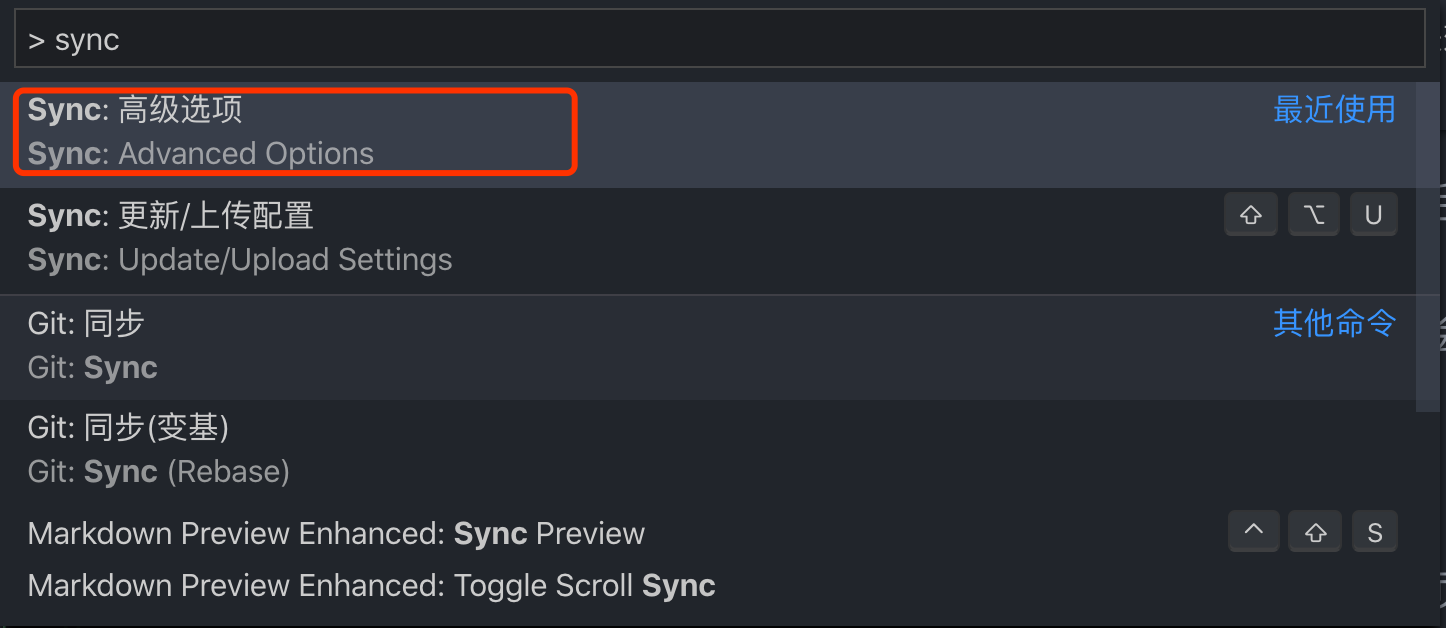 > sync
Sync: 高级选项 最近使用
Sync: Advanced Options
Sync: 更新/上传配置 ⇧ ⌥ U
Sync: Update/Upload Settings
Git: 同步 其他命令
Git: Sync
Git: 同步(变基)
Git: Sync (Rebase)
Markdown Preview Enhanced: Sync Preview ^ ⇧ S
Markdown Preview Enhanced: Toggle Scroll Sync